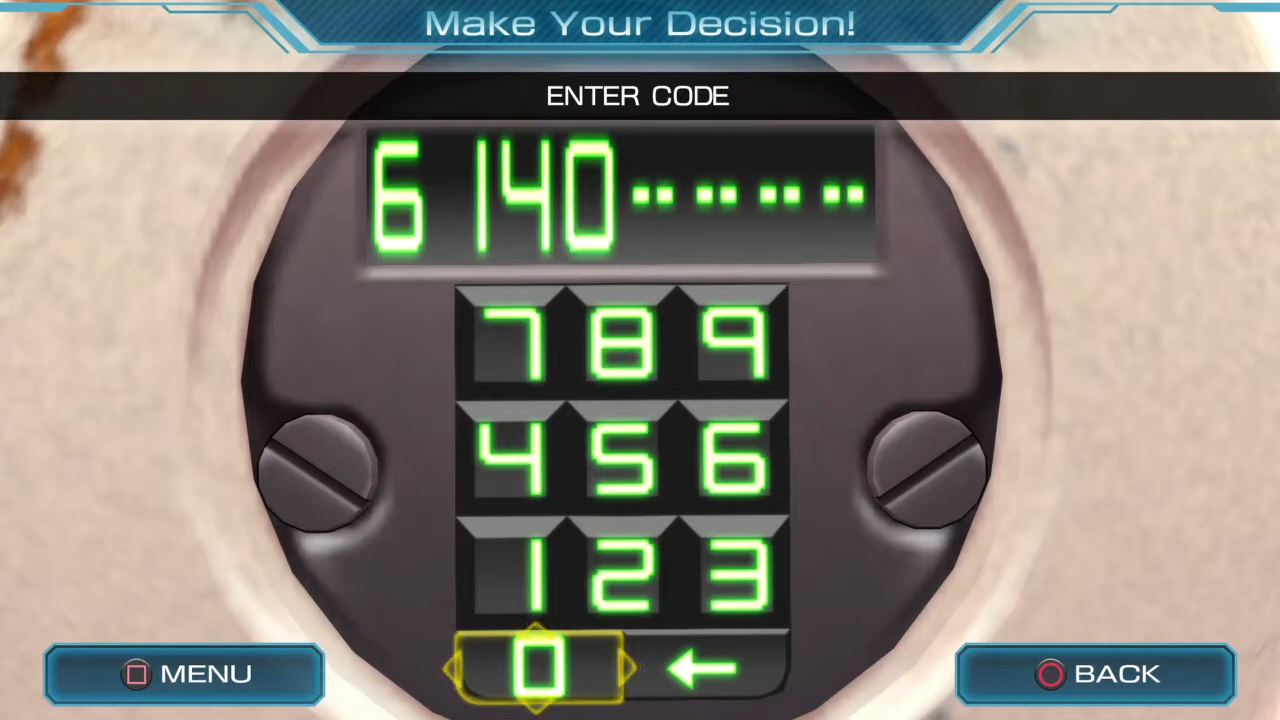 Make Your Decision!
ENTER CODE
6140
7 8 9
4 5 6
1 2 3
0 ←
MENU
BACK